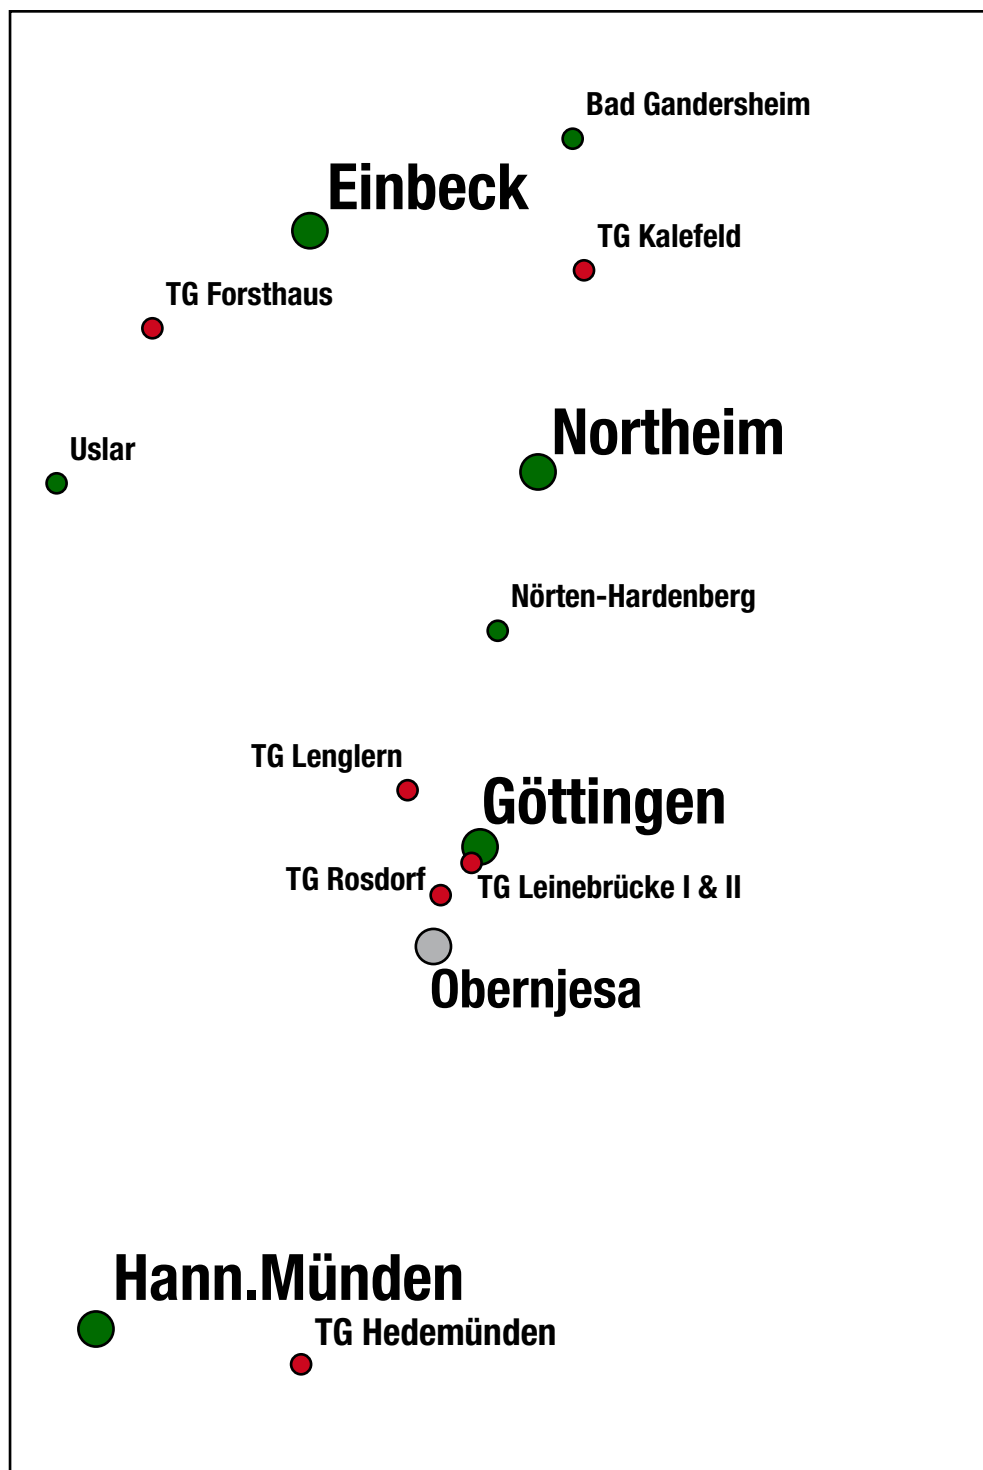 Bad Gandersheim
Einbeck
TG Kalefeld
TG Forsthaus
Northeim
Uslar
Nörten-Hardenberg
TG Lenglern
Göttingen
TG Rosdorf
TG Leinebrücke I & II
Obernjesa
Hann.Münden
TG Hedemünden